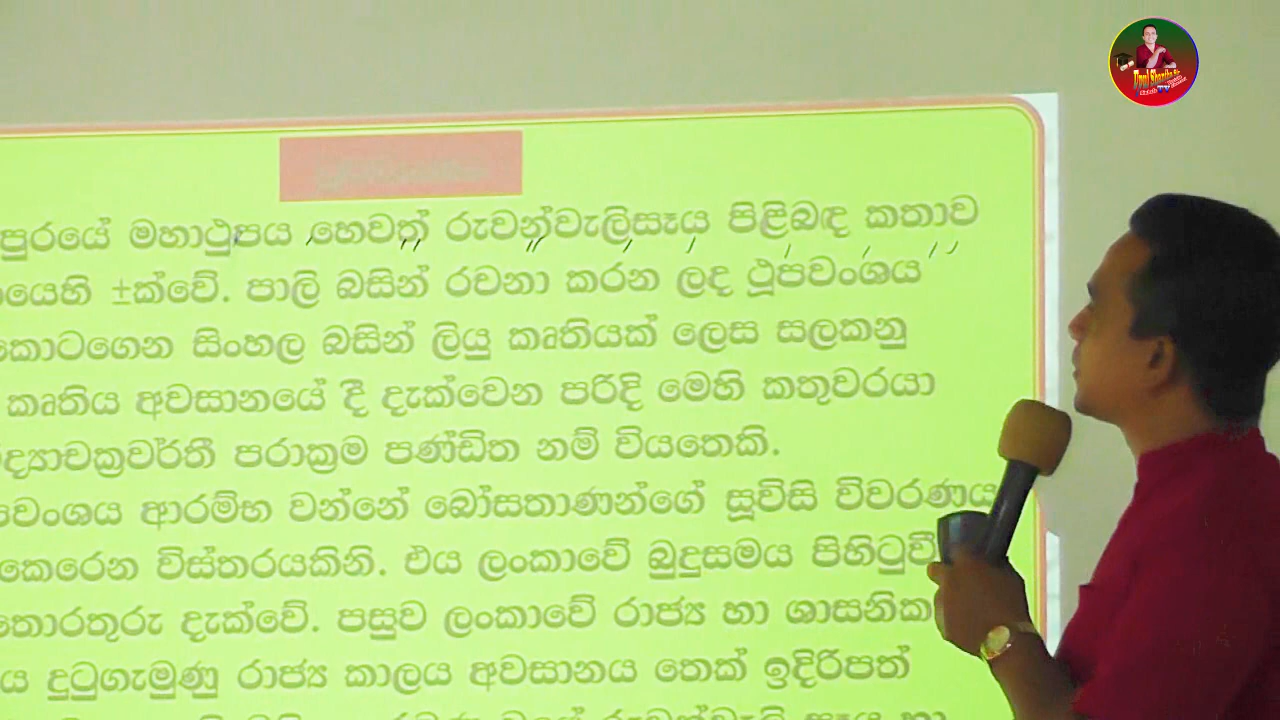 පුරයේ මහාථුපය හෙවත් රුවන්වැලිසෑය පිළිබඳ කතාව
යෙහි ±ක්වේ. පාලි බසින් රචනා කරන ලද ථූපවංශය
කොටගෙන සිංහල බසින් ලියු කෘතියක් ලෙස සලකනු
කෘතිය අවසානයේ දී දැක්වෙන පරිදි මෙහි කතුවරයා
ද්‍යාචක්‍රවර්තී පරාක්‍රම පණ්ඩිත නම් වියතෙකි.
වංශය ආරම්භ වන්නේ බෝසතාණන්ගේ සූවිසි විවරණය
කෙරෙන විස්තරයකිනි. එය ලංකාවේ බුදුසමය පිහිටුවී
තොරතුරු දැක්වේ. පසුව ලංකාවේ රාජ්‍ය හා ශාසනික
ය දුටුගැමුණු රාජ්‍ය කාලය අවසානය තෙක් ඉදිරිපත්